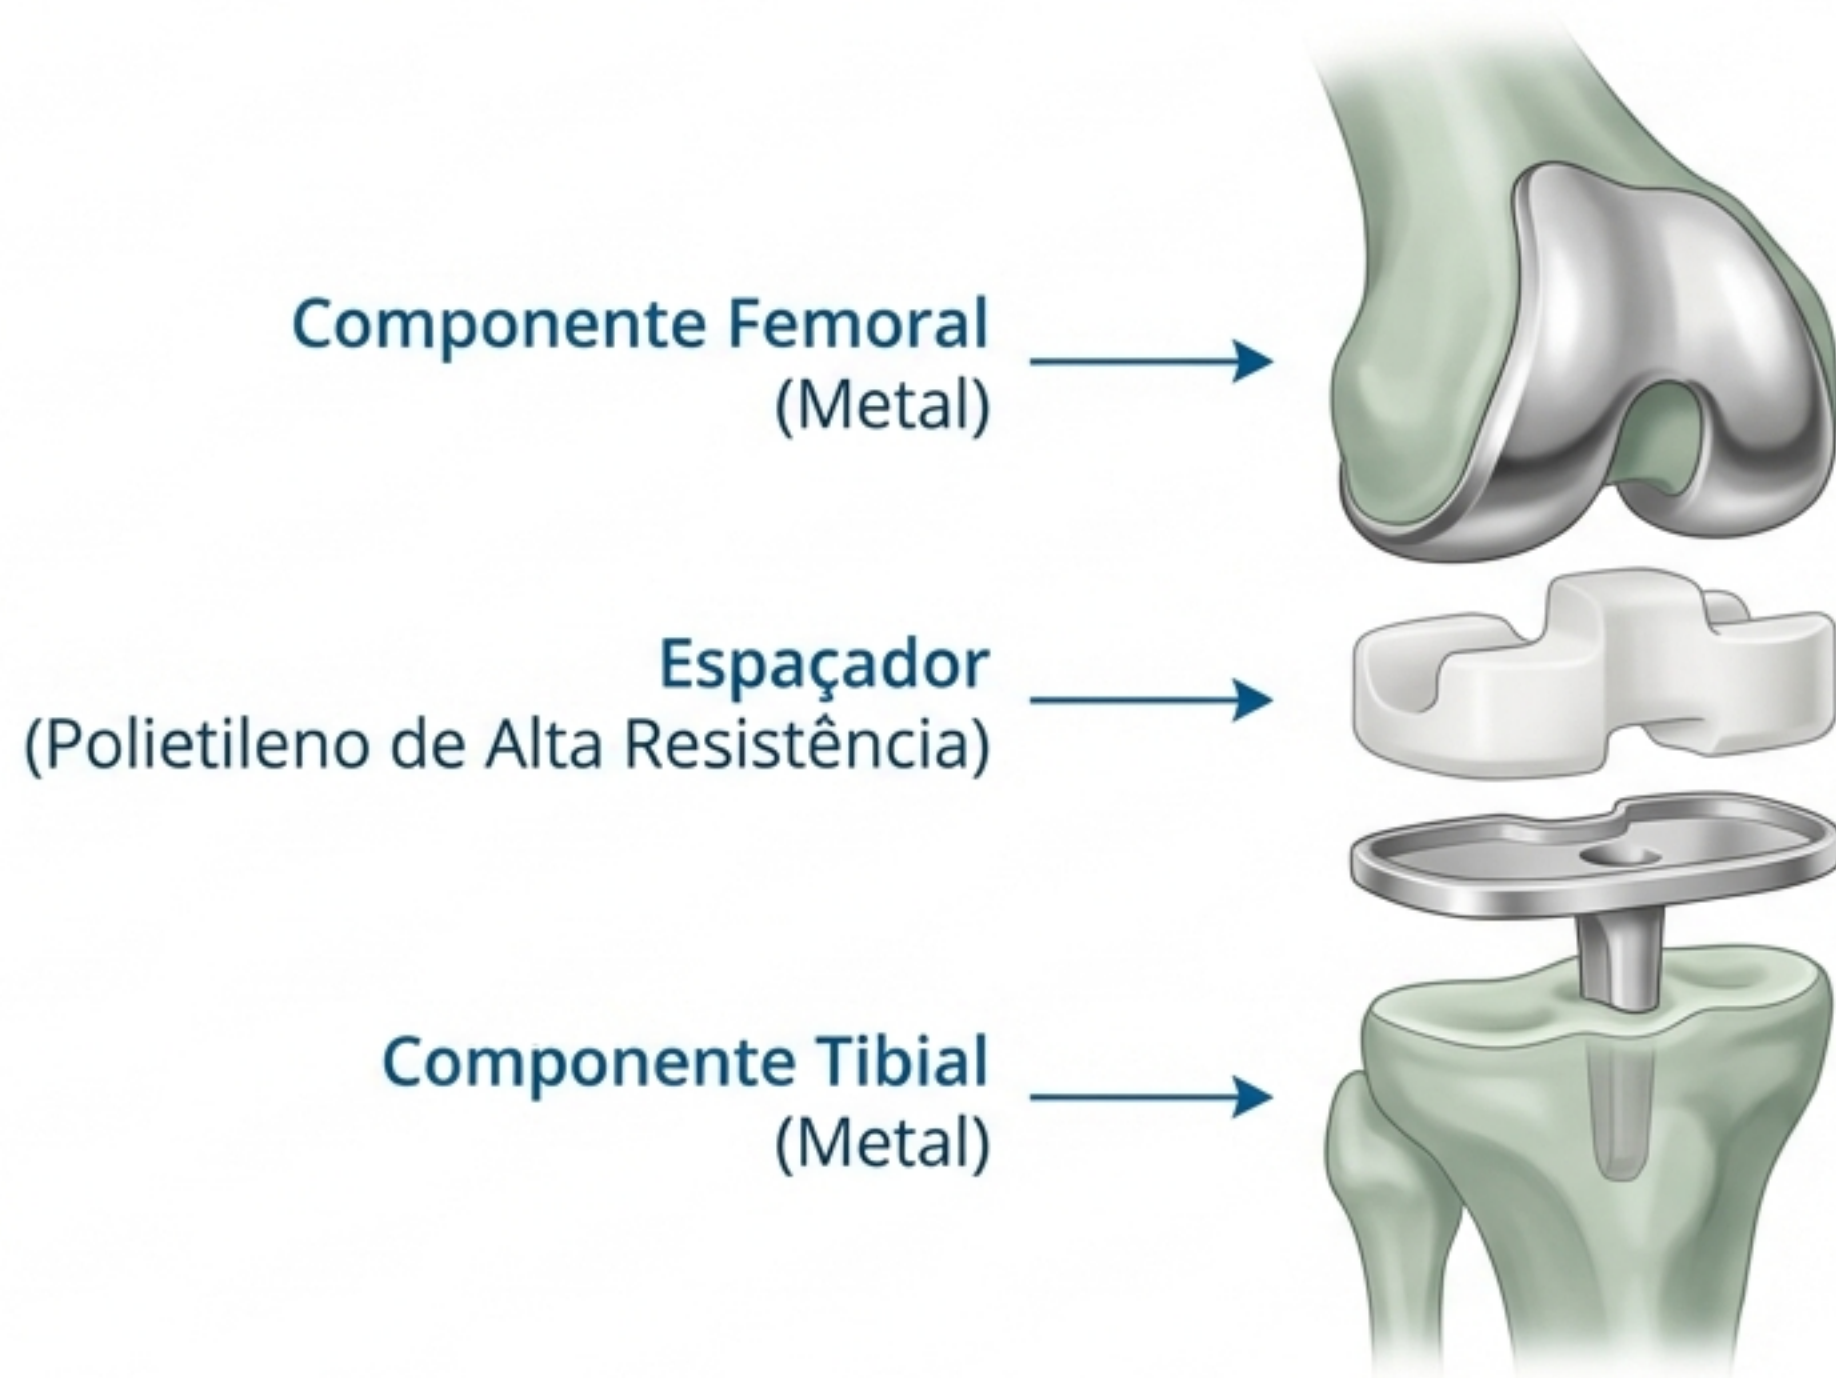 Componente Femoral
(Metal)
Espaçador
(Polietileno de Alta Resistência)
Componente Tibial
(Metal)